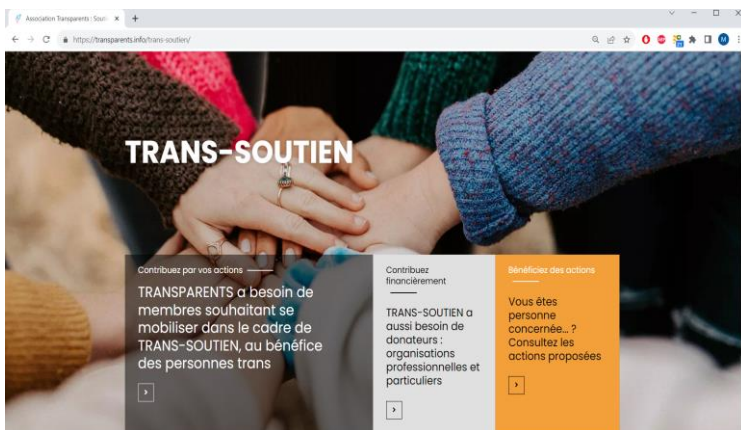 Association Transparents : Souti
https://transparents.info/trans-soutien/
TRANS-SOUTIEN
Contribuez par vos actions
TRANSPARENTS a besoin de
membres souhaitant se
mobiliser dans le cadre de
TRANS-SOUTIEN, au bénéfice
des personnes trans
Contribuez
financièrement
TRANS-SOUTIEN a
aussi besoin de
donateurs :
organisations
professionnelles et
particuliers
Bénéficiez des actions
Vous êtes
personne
concernée... ?
Consultez les
actions proposées